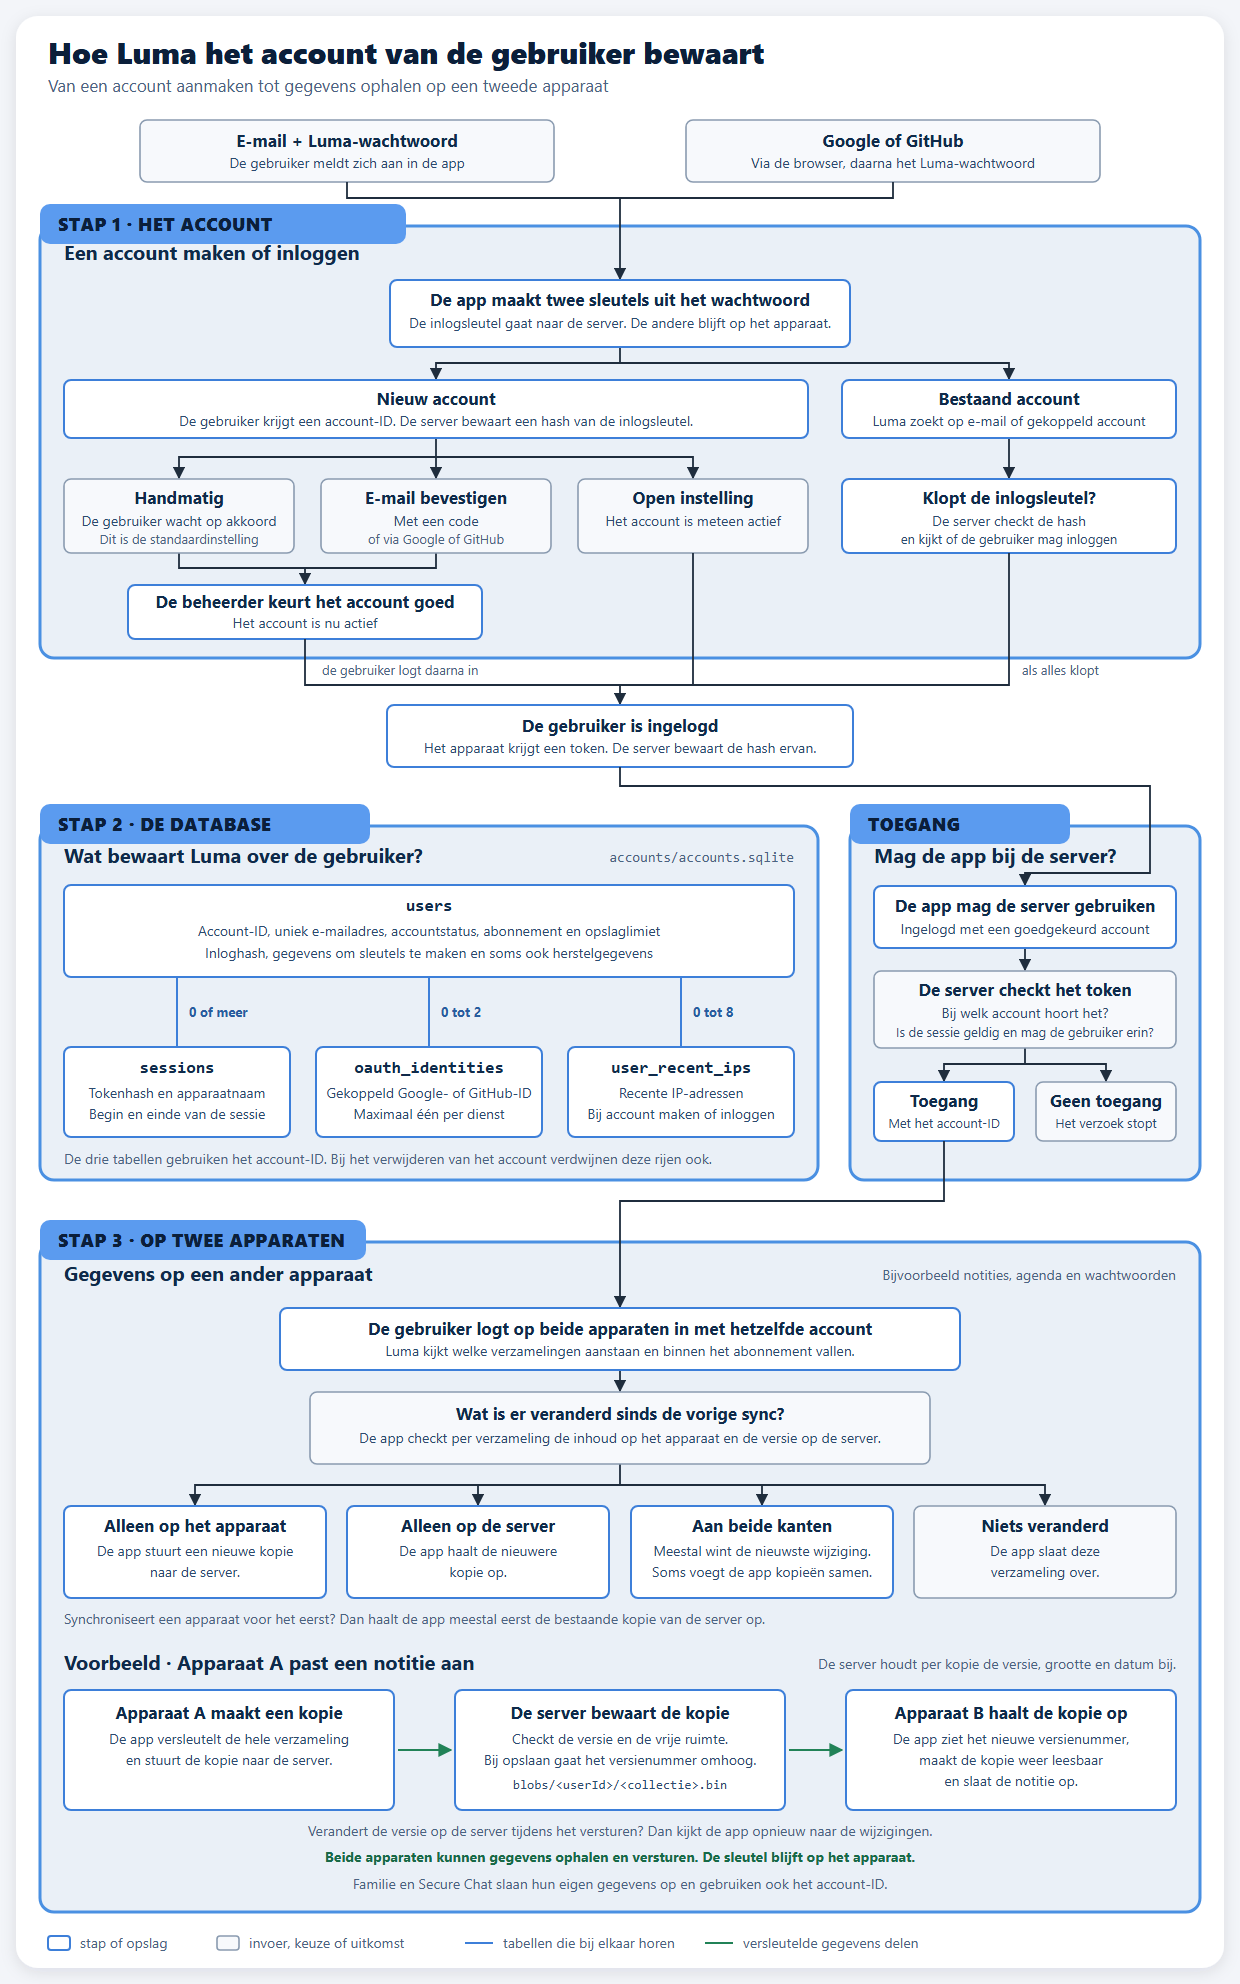 Hoe Luma het account van de gebruiker bewaart
Van een account aanmaken tot gegevens ophalen op een tweede apparaat
E-mail + Luma-wachtwoord
De gebruiker meldt zich aan in de app
Google of GitHub
Via de browser, daarna het Luma-wachtwoord
STAP 1 · HET ACCOUNT
Een account maken of inloggen
De app maakt twee sleutels uit het wachtwoord
De inlogsleutel gaat naar de server. De andere blijft op het apparaat.
Nieuw account
De gebruiker krijgt een account-ID. De server bewaart een hash van de inlogsleutel.
Bestaand account
Luma zoekt op e-mail of gekoppeld account
Handmatig
De gebruiker wacht op akkoord
Dit is de standaardinstelling
E-mail bevestigen
Met een code
of via Google of GitHub
Open instelling
Het account is meteen actief
Klopt de inlogsleutel?
De server checkt de hash
en kijkt of de gebruiker mag inloggen
De beheerder keurt het account goed
Het account is nu actief
de gebruiker logt daarna in
als alles klopt
De gebruiker is ingelogd
Het apparaat krijgt een token. De server bewaart de hash ervan.
STAP 2 · DE DATABASE
Wat bewaart Luma over de gebruiker?
accounts/accounts.sqlite
users
Account-ID, uniek e-mailadres, accountstatus, abonnement en opslaglimiet
Inloghash, gegevens om sleutels te maken en soms ook herstelgegevens
0 of meer
0 tot 2
0 tot 8
sessions
Tokenhash en apparaatnaam
Begin en einde van de sessie
oauth_identities
Gekoppeld Google- of GitHub-ID
Maximaal één per dienst
user_recent_ips
Recente IP-adressen
Bij account maken of inloggen
De drie tabellen gebruiken het account-ID. Bij het verwijderen van het account verdwijnen deze rijen ook.
TOEGANG
Mag de app bij de server?
De app mag de server gebruiken
Ingelogd met een goedgekeurd account
De server checkt het token
Bij welk account hoort het?
Is de sessie geldig en mag de gebruiker erin?
Toegang
Met het account-ID
Geen toegang
Het verzoek stopt
STAP 3 · OP TWEE APPARATEN
Gegevens op een ander apparaat
Bijvoorbeeld notities, agenda en wachtwoorden
De gebruiker logt op beide apparaten in met hetzelfde account
Luma kijkt welke verzamelingen aanstaan en binnen het abonnement vallen.
Wat is er veranderd sinds de vorige sync?
De app checkt per verzameling de inhoud op het apparaat en de versie op de server.
Alleen op het apparaat
De app stuurt een nieuwe kopie
naar de server.
Alleen op de server
De app haalt de nieuwere
kopie op.
Aan beide kanten
Meestal wint de nieuwste wijziging.
Soms voegt de app kopieën samen.
Niets veranderd
De app slaat deze
verzameling over.
Synchroniseert een apparaat voor het eerst? Dan haalt de app meestal eerst de bestaande kopie van de server op.
Voorbeeld · Apparaat A past een notitie aan
De server houdt per kopie de versie, grootte en datum bij.
Apparaat A maakt een kopie
De app versleutelt de hele verzameling
en stuurt de kopie naar de server.
De server bewaart de kopie
Checkt de versie en de vrije ruimte.
Bij opslaan gaat het versienummer omhoog.
blobs/<userId>/<collectie>.bin
Apparaat B haalt de kopie op
De app ziet het nieuwe versienummer,
maakt de kopie weer leesbaar
en slaat de notitie op.
Verandert de versie op de server tijdens het versturen? Dan kijkt de app opnieuw naar de wijzigingen.
Beide apparaten kunnen gegevens ophalen en versturen. De sleutel blijft op het apparaat.
Familie en Secure Chat slaan hun eigen gegevens op en gebruiken ook het account-ID.
stap of opslag
invoer, keuze of uitkomst
tabellen die bij elkaar horen
versleutelde gegevens delen